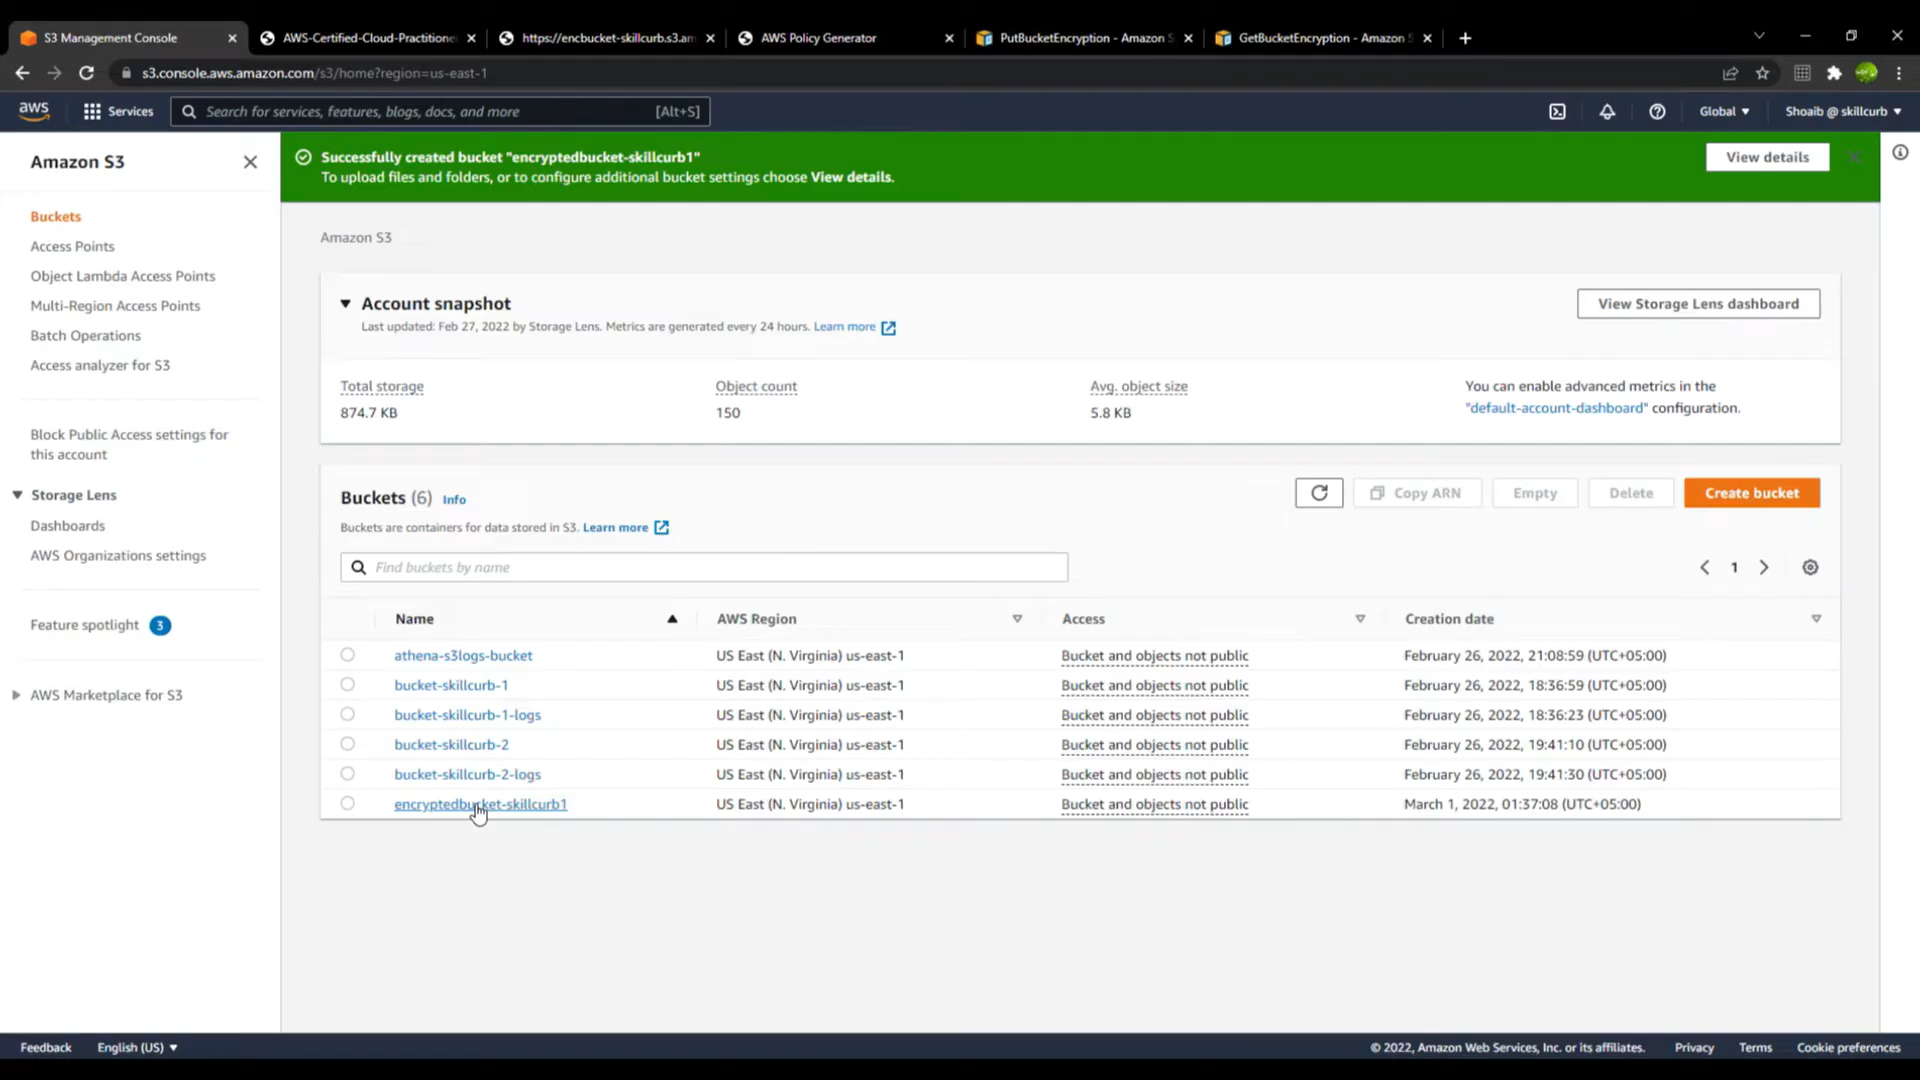 S3 Management Console
AWS-Certified-Cloud-Practitione
https://encbucket-skillcurb.s3.am
AWS Policy Generator
PutBucketEncryption - Amazon S
GetBucketEncryption - Amazon S
s3.console.aws.amazon.com/s3/home?region=us-east-1
aws
Services
Search for services, features, blogs, docs, and more
[Alt+S]
Global
Shoaib @ skillcurb
Amazon S3
Buckets
Access Points
Object Lambda Access Points
Multi-Region Access Points
Batch Operations
Access analyzer for S3
Block Public Access settings for
this account
Storage Lens
Dashboards
AWS Organizations settings
Feature spotlight 3
AWS Marketplace for S3
Successfully created bucket "encryptedbucket-skillcurb1"
To upload files and folders, or to configure additional bucket settings choose View details.
View details
Amazon S3
Account snapshot
Last updated: Feb 27, 2022 by Storage Lens. Metrics are generated every 24 hours. Learn more
View Storage Lens dashboard
Total storage
874.7 KB
Object count
150
Avg. object size
5.8 KB
You can enable advanced metrics in the
"default-account-dashboard" configuration.
Buckets (6) Info
Buckets are containers for data stored in S3. Learn more
Copy ARN
Empty
Delete
Create bucket
Find buckets by name
1
Name AWS Region Access Creation date
athena-s3logs-bucket US East (N. Virginia) us-east-1 Bucket and objects not public February 26, 2022, 21:08:59 (UTC+05:00)
bucket-skillcurb-1 US East (N. Virginia) us-east-1 Bucket and objects not public February 26, 2022, 18:36:59 (UTC+05:00)
bucket-skillcurb-1-logs US East (N. Virginia) us-east-1 Bucket and objects not public February 26, 2022, 18:36:23 (UTC+05:00)
bucket-skillcurb-2 US East (N. Virginia) us-east-1 Bucket and objects not public February 26, 2022, 19:41:10 (UTC+05:00)
bucket-skillcurb-2-logs US East (N. Virginia) us-east-1 Bucket and objects not public February 26, 2022, 19:41:30 (UTC+05:00)
encryptedbucket-skillcurb1 US East (N. Virginia) us-east-1 Bucket and objects not public March 1, 2022, 01:37:08 (UTC+05:00)
Feedback English (US)
© 2022, Amazon Web Services, Inc. or its affiliates. Privacy Terms Cookie preferences